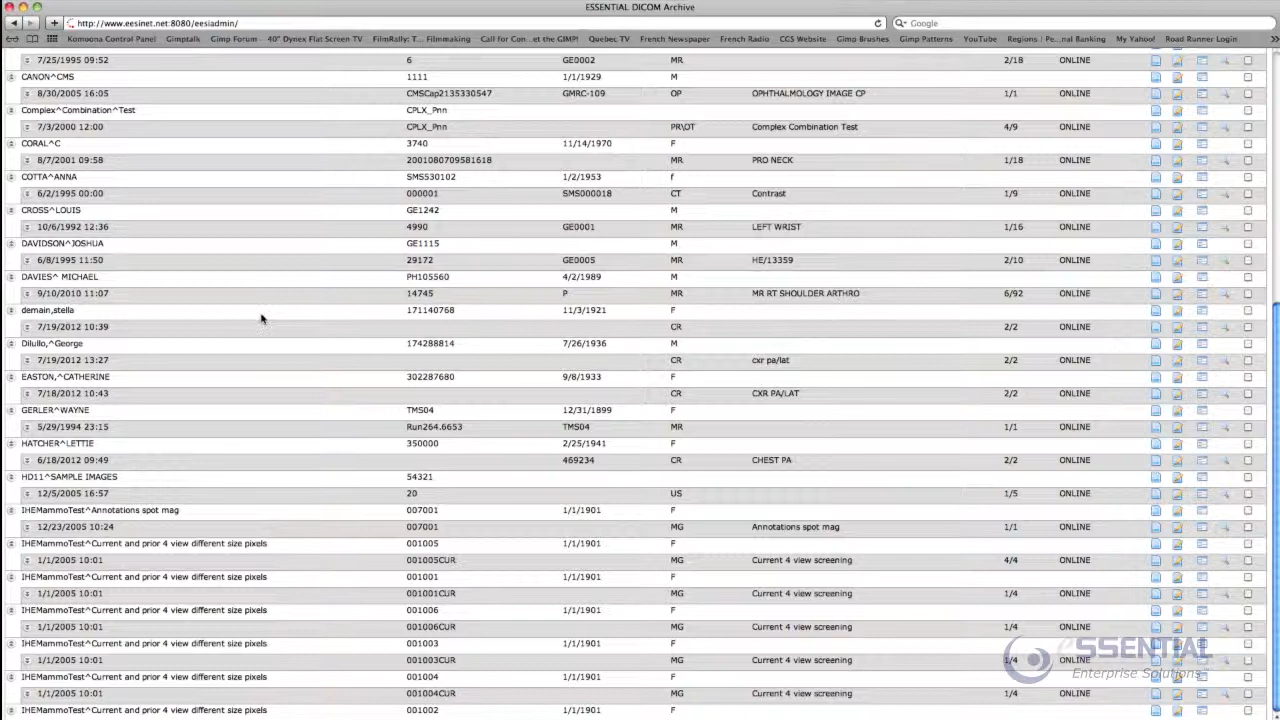 ESSENTIAL DICOM Archive
http://www.eesinet.net:8080/eesiadmin/ Google
Komoona Control Panel Gimptalk Gimp Forum 40" Dynex Flat Screen TV FilmRally: T... Filmmaking Call for Con...et the GIMP! Quebec TV French Newspaper French Radio CCS Website Gimp Brushes Gimp Patterns YouTube Regions | Pe...nal Banking My Yahoo! Road Runner Login
7/25/1995 09:52 6 GE0002 MR 2/18 ONLINE
CANON^CMS 1111 1/1/1929 M
8/30/2005 16:05 CMSCap2135330547 GMRC-109 OP OPHTHALMOLOGY IMAGE CP 1/1 ONLINE
Complex^Combination^Test CPLX_Pnn
7/3/2000 12:00 CPLX_Pnn PR\OT Complex Combination Test 4/9 ONLINE
CORAL^C 3740 11/14/1970 F
8/7/2001 09:58 2001080709581618 MR PRO NECK 1/18 ONLINE
COTTA^ANNA SMS530102 1/2/1953 f
6/2/1995 00:00 000001 SMS000018 CT Contrast 1/9 ONLINE
CROSS^LOUIS GE1242 M
10/6/1992 12:36 4990 GE0001 MR LEFT WRIST 1/16 ONLINE
DAVIDSON^JOSHUA GE1115 M
6/8/1995 11:50 29172 GE0005 MR HE/13359 2/10 ONLINE
DAVIES^ MICHAEL PH105560 4/2/1989 M
9/10/2010 11:07 14745 P MR MR RT SHOULDER ARTHRO 6/92 ONLINE
demain,stella 171140768 11/3/1921 F
7/19/2012 10:39 CR 2/2 ONLINE
Dilullo,^George 174288814 7/26/1936 M
7/19/2012 13:27 CR cxr pa/lat 2/2 ONLINE
EASTON,^CATHERINE 302287680 9/8/1933 F
7/18/2012 10:43 CR CXR PA/LAT 2/2 ONLINE
GERLER^WAYNE TMS04 12/31/1899 F
5/29/1994 23:15 Run264.6653 TMS04 MR 1/1 ONLINE
HATCHER^LETTIE 350000 2/25/1941 F
6/18/2012 09:49 469234 CR CHEST PA 2/2 ONLINE
HD11^SAMPLE IMAGES 54321
12/5/2005 16:57 20 US 1/5 ONLINE
IHEMammoTest^Annotations spot mag 007001 1/1/1901 F
12/23/2005 10:24 007001 MG Annotations spot mag 1/1 ONLINE
IHEMammoTest^Current and prior 4 view different size pixels 001005 1/1/1901 F
1/1/2005 10:01 001005CUR MG Current 4 view screening 4/4 ONLINE
IHEMammoTest^Current and prior 4 view different size pixels 001001 1/1/1901 F
1/1/2005 10:01 001001CUR MG Current 4 view screening 1/4 ONLINE
IHEMammoTest^Current and prior 4 view different size pixels 001006 1/1/1901 F
1/1/2005 10:01 001006CUR MG Current 4 view screening 1/4 ONLINE
IHEMammoTest^Current and prior 4 view different size pixels 001003 1/1/1901 F
1/1/2005 10:01 001003CUR MG Current 4 view screening 1/4 ONLINE
IHEMammoTest^Current and prior 4 view different size pixels 001004 1/1/1901 F
1/1/2005 10:01 001004CUR MG Current 4 view screening 1/4 ONLINE
IHEMammoTest^Current and prior 4 view different size pixels 001002 1/1/1901 F
eSSENTIAL
Enterprise Solutions